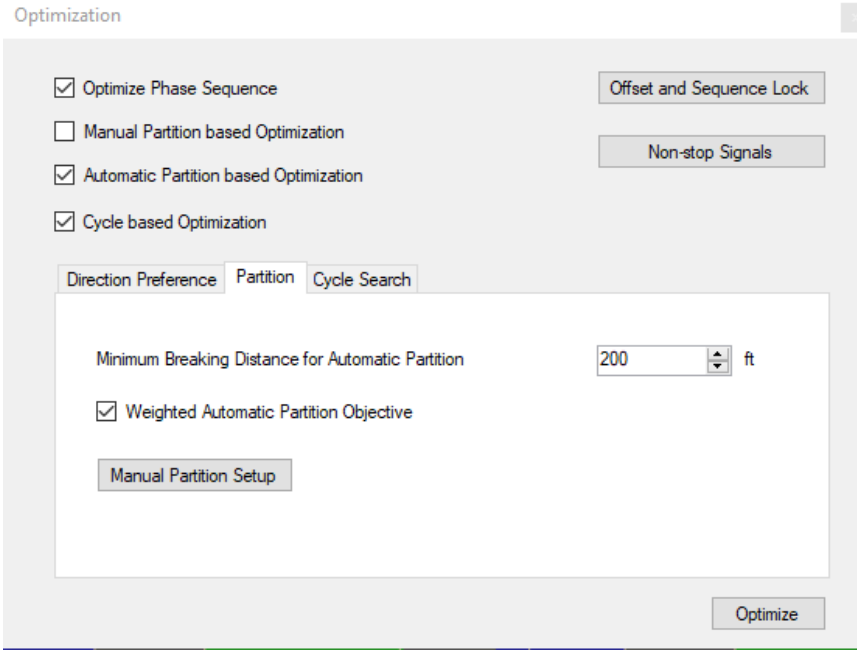 Optimization
Optimize Phase Sequence
Offset and Sequence Lock
Manual Partition based Optimization
Non-stop Signals
Automatic Partition based Optimization
Cycle based Optimization
Direction Preference Partition Cycle Search
Minimum Breaking Distance for Automatic Partition 200 ft
Weighted Automatic Partition Objective
Manual Partition Setup
Optimize